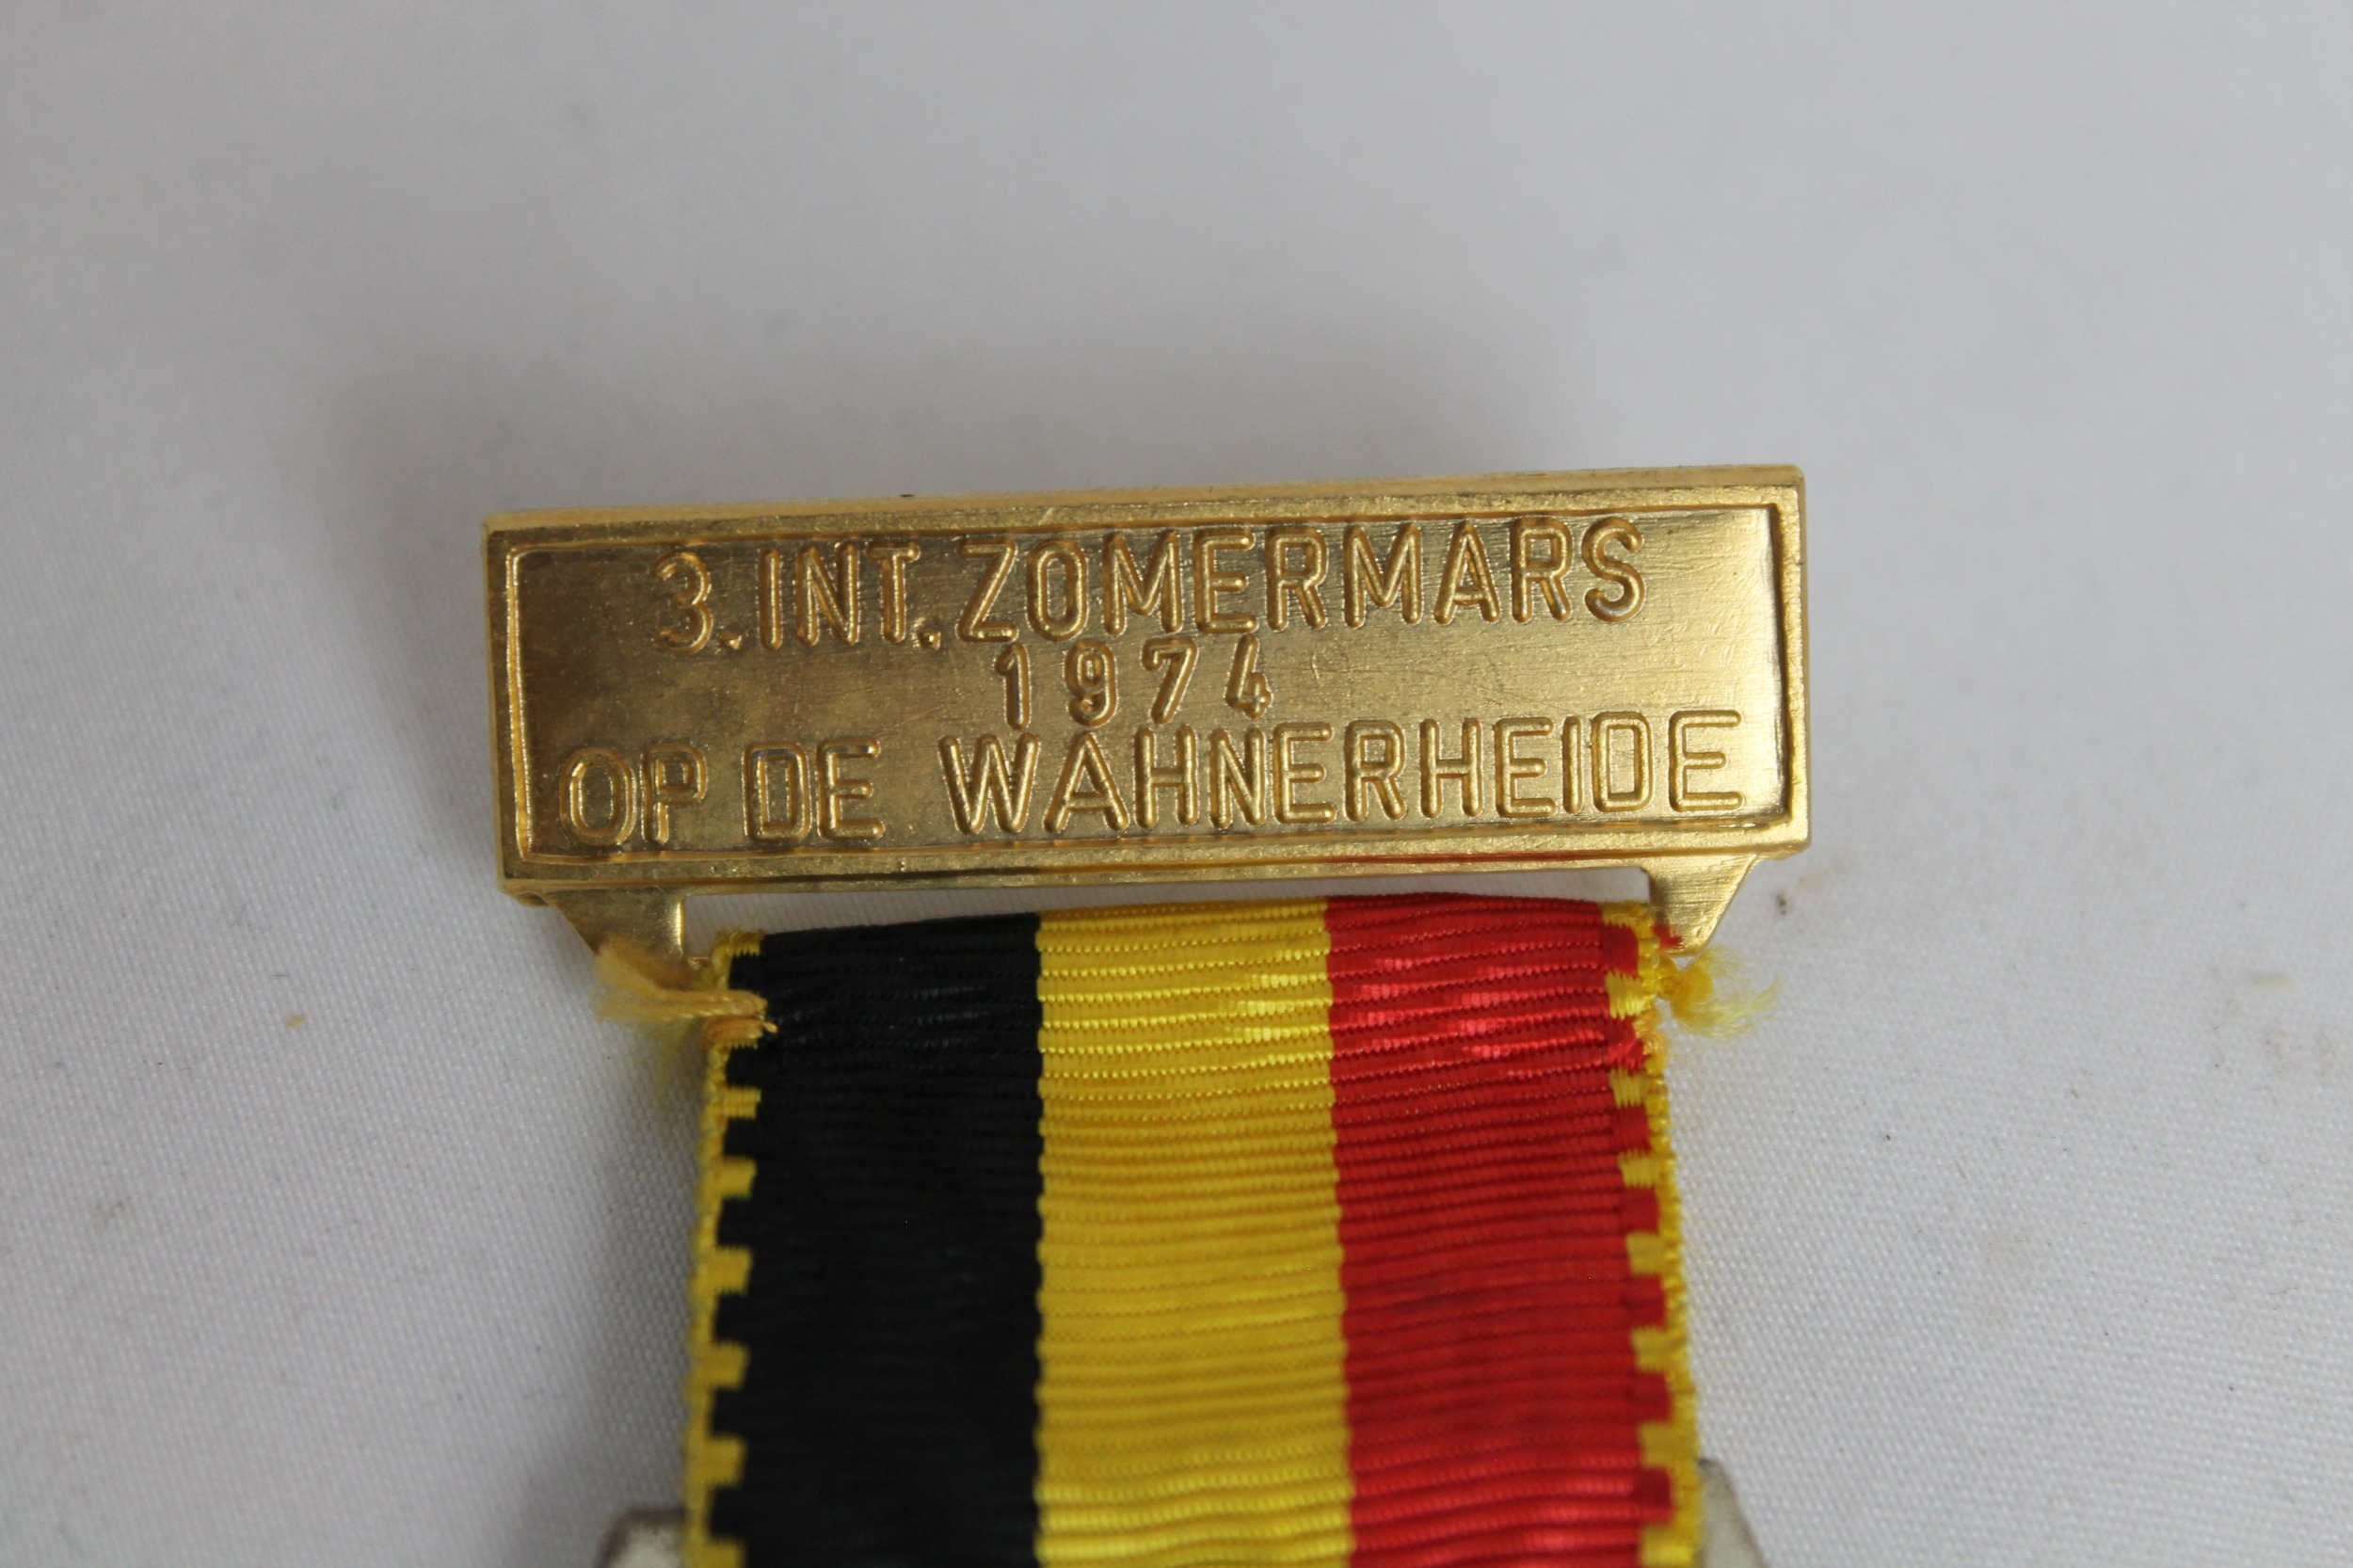 3.INT.ZOMERMARS
1974
OP DE WAHNERHEIDE